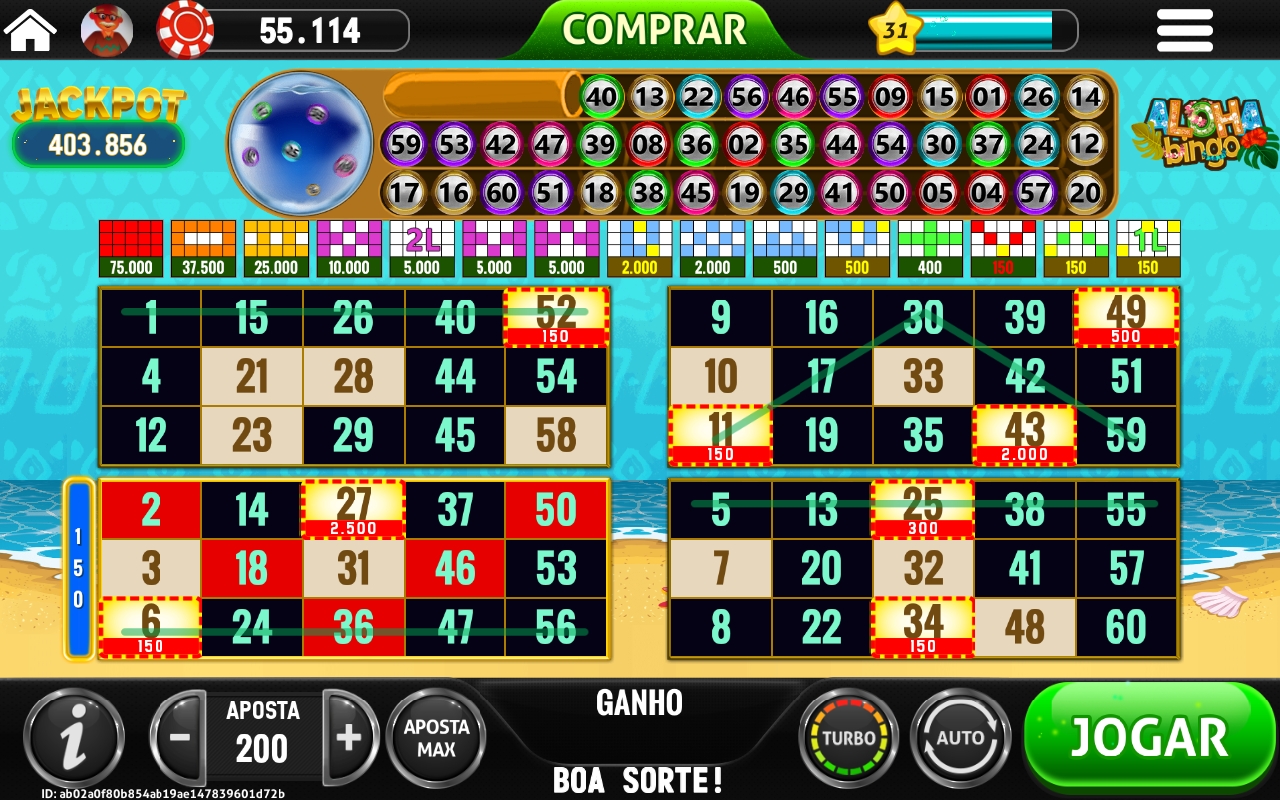 55.114
COMPRAR
31
JACKPOT
403.856
40 13 22 56 46 55 09 15 01 26 14
59 53 42 47 39 08 36 02 35 44 54 30 37 24 12
17 16 60 51 18 38 45 19 29 41 50 05 04 57 20
ALOHA
bingo
2L 1L
75.000 37.500 25.000 10.000 5.000 5.000 5.000 2.000 2.000 500 500 400 150 150 150
1 15 26 40 52
150
4 21 28 44 54
12 23 29 45 58
9 16 30 39 49
500
10 17 33 42 51
11 19 35 43 59
150 2.000
150
2 14 27 37 50
2.500
3 18 31 46 53
6 24 36 47 56
150
5 13 25 38 55
300
7 20 32 41 57
8 22 34 48 60
150
APOSTA
200
- +
APOSTA
MAX
GANHO
BOA SORTE!
TURBO
AUTO
JOGAR
ID: ab02a0f80b854ab19ae147839601d72b